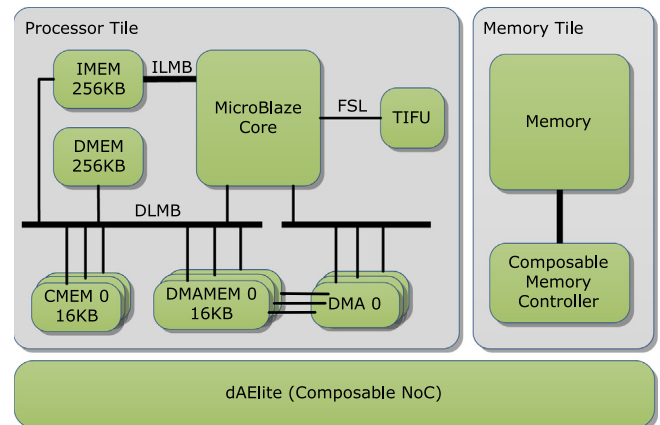 Processor Tile
IMEM
256KB
ILMB
MicroBlaze
Core
FSL
TIFU
DMEM
256KB
DLMB
CMEM 0
16KB
DMAMEM 0
16KB
DMA 0
Memory Tile
Memory
Composable
Memory
Controller
dAElite (Composable NoC)